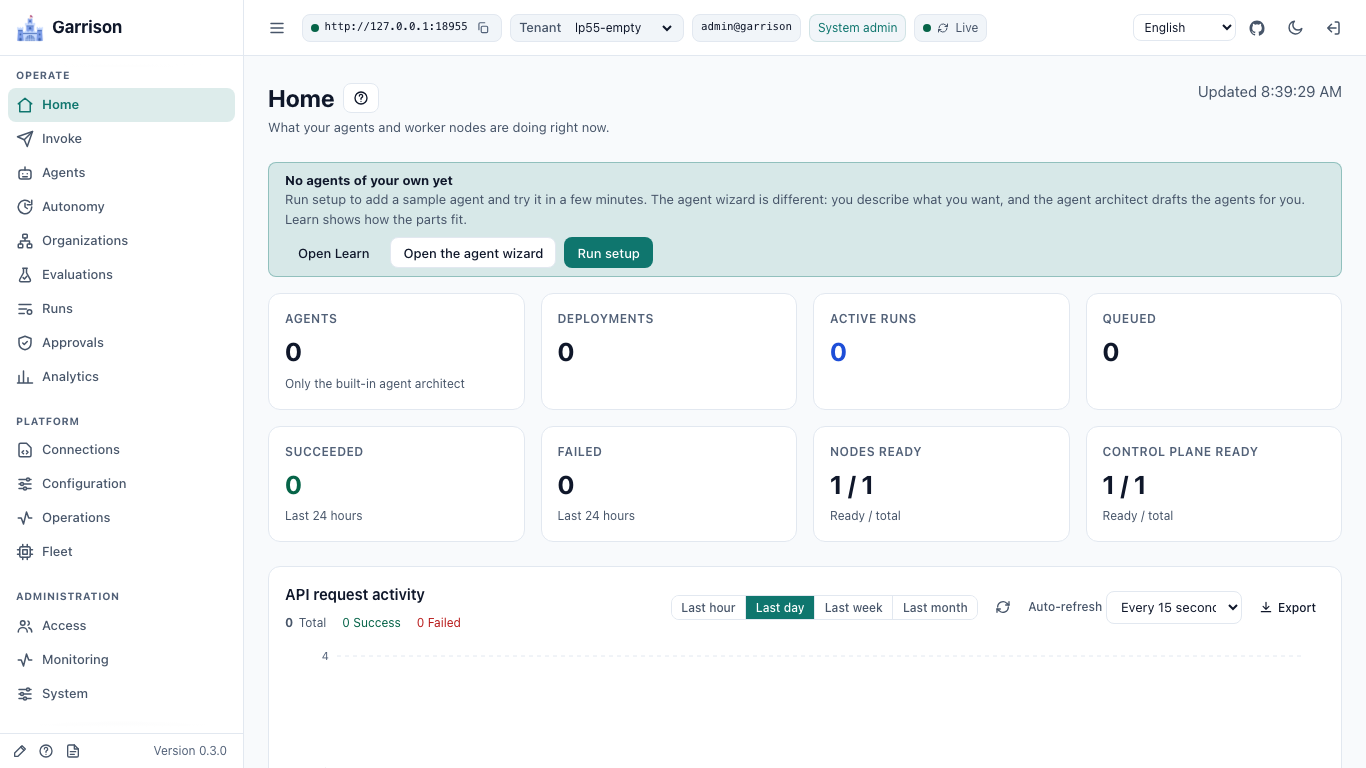 Garrison
http://127.0.0.1:18955
Tenant lp55-empty
admin@garrison
System admin
Live
English
OPERATE
Home
Invoke
Agents
Autonomy
Organizations
Evaluations
Runs
Approvals
Analytics
PLATFORM
Connections
Configuration
Operations
Fleet
ADMINISTRATION
Access
Monitoring
System
Version 0.3.0
Home
Updated 8:39:29 AM
What your agents and worker nodes are doing right now.
No agents of your own yet
Run setup to add a sample agent and try it in a few minutes. The agent wizard is different: you describe what you want, and the agent architect drafts the agents for you.
Learn shows how the parts fit.
Open Learn Open the agent wizard Run setup
AGENTS
0
Only the built-in agent architect
DEPLOYMENTS
0
ACTIVE RUNS
0
QUEUED
0
SUCCEEDED
0
Last 24 hours
FAILED
0
Last 24 hours
NODES READY
1 / 1
Ready / total
CONTROL PLANE READY
1 / 1
Ready / total
API request activity
0 Total 0 Success 0 Failed
Last hour Last day Last week Last month
Auto-refresh Every 15 second
Export
4